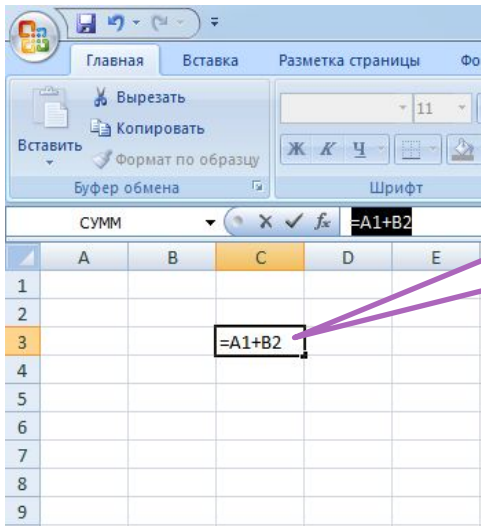 Главная Вставка Разметка страницы Фо
Вырезать
Копировать
Формат по образцу
Вставить
11
Ж К Ч
Буфер обмена Шрифт
СУММ fx =A1+B2
A B C D E
1
2
3 =A1+B2
4
5
6
7
8
9